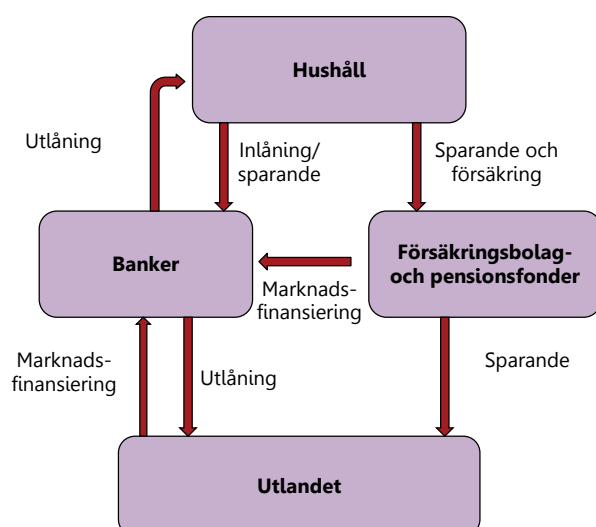 Hushåll
Utlåning
Inlåning/
sparande
Sparande och
försäkring
Banker
Försäkringsbolag-
och pensionsfonder
Marknads-
finansiering
Marknads-
finansiering
Utlåning
Sparande
Utlandet